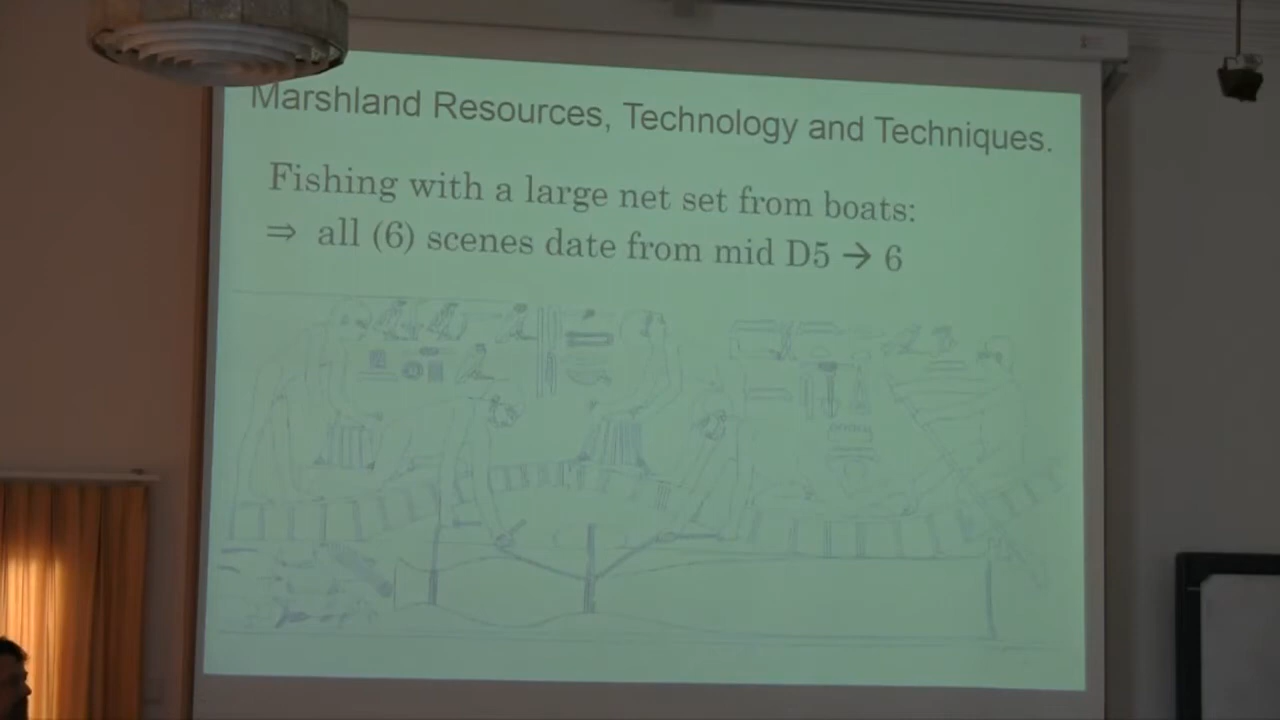 Marshland Resources, Technology and Techniques.
Fishing with a large net set from boats:
⇒ all (6) scenes date from mid D5 → 6